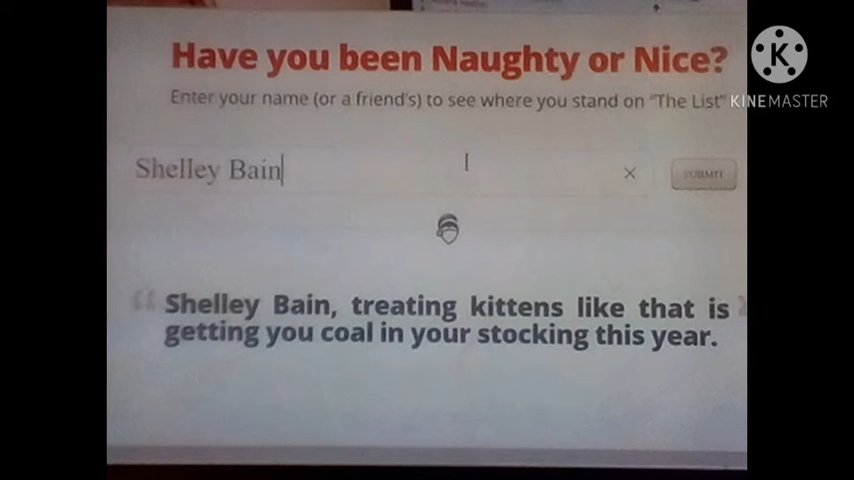 Have you been Naughty or Nice?
Enter your name (or a friend's) to see where you stand on "The List"
KINEMASTER
Shelley Bain
SUBMIT
Shelley Bain, treating kittens like that is
getting you coal in your stocking this year.